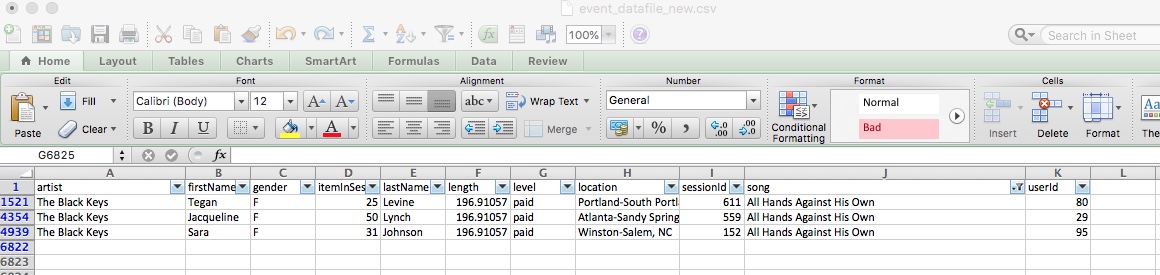 event_datafile_new.csv
100%
Search in Sheet
Home Layout Tables Charts SmartArt Formulas Data Review
Edit Font Alignment Number Format Cells
Paste Fill Clear
Calibri (Body) 12 A A
B I U A
abc Wrap Text
Merge
General
% , .0 .00 .00 .0
Conditional Formatting
Normal
Bad
Insert Delete Format
Aa
The
G6825 fx
A B C D E F G H I J K L
1 artist firstName gender itemInSes lastName length level location sessionId song userId
1521 The Black Keys Tegan F 25 Levine 196.91057 paid Portland-South Portl 611 All Hands Against His Own 80
4354 The Black Keys Jacqueline F 50 Lynch 196.91057 paid Atlanta-Sandy Spring 559 All Hands Against His Own 29
4939 The Black Keys Sara F 31 Johnson 196.91057 paid Winston-Salem, NC 152 All Hands Against His Own 95
6822
6823